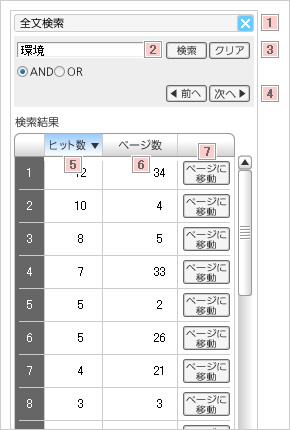 全文検索 1
環境 2 検索 クリア 3
AND OR
前へ 次へ 4
検索結果
ヒット数 ページ数 7
5 6
1 12 34 ページに
移動
2 10 4 ページに
移動
3 8 5 ページに
移動
4 7 33 ページに
移動
5 5 2 ページに
移動
6 5 26 ページに
移動
7 4 21 ページに
移動
8 3 3 ページに
移動